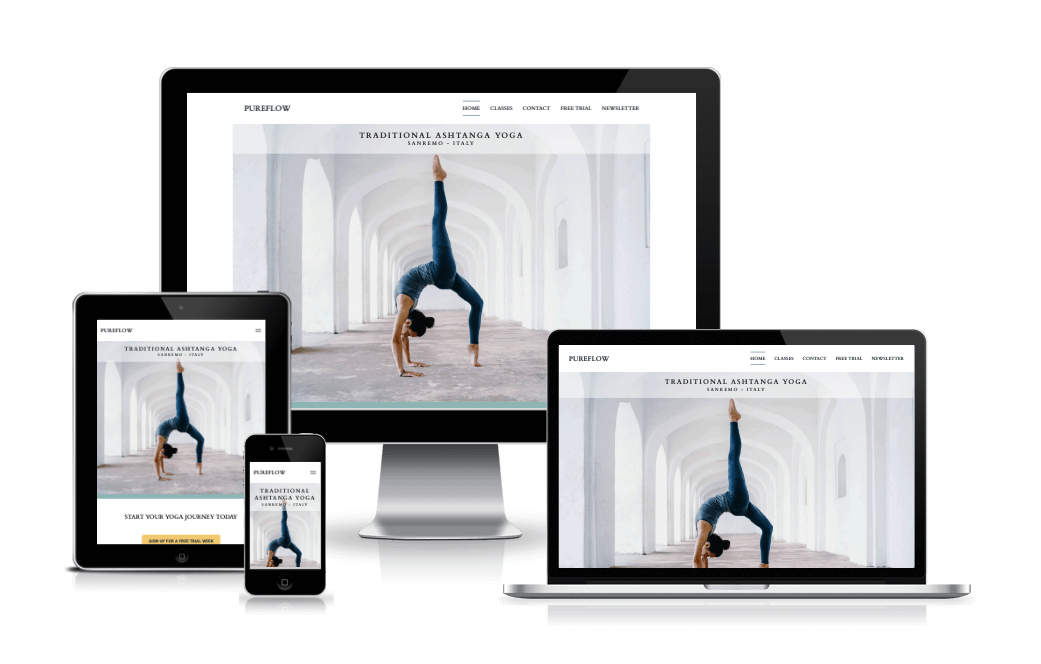 PUREFLOW
HOME CLASSES CONTACT FREE TRIAL NEWSLETTER
TRADITIONAL ASHTANGA YOGA
SANREMO - ITALY
PUREFLOW
TRADITIONAL ASHTANGA YOGA
SANREMO - ITALY
START YOUR YOGA JOURNEY TODAY
SIGN UP FOR A FREE TRIAL WEEK
PUREFLOW
TRADITIONAL
ASHTANGA YOGA
SANREMO - ITALY
PUREFLOW
HOME CLASSES CONTACT FREE TRIAL NEWSLETTER
TRADITIONAL ASHTANGA YOGA
SANREMO - ITALY